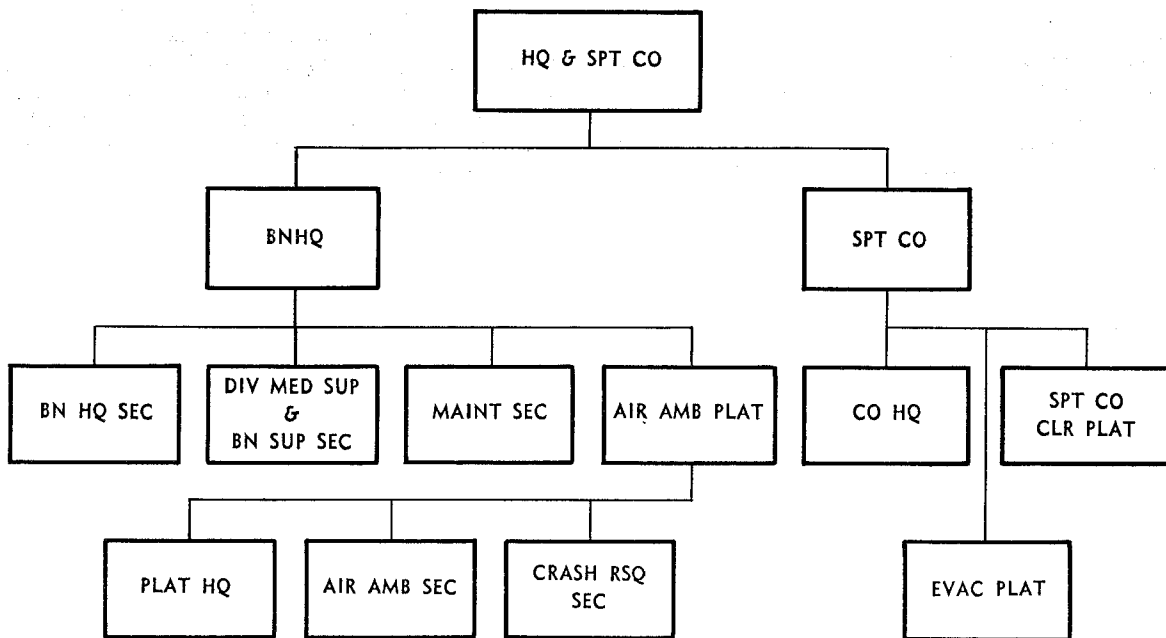 HQ & SPT CO
BNHQ
SPT CO
BN HQ SEC
DIV MED SUP
&
BN SUP SEC
MAINT SEC
AIR AMB PLAT
CO HQ
SPT CO
CLR PLAT
PLAT HQ
AIR AMB SEC
CRASH RSQ
SEC
EVAC PLAT